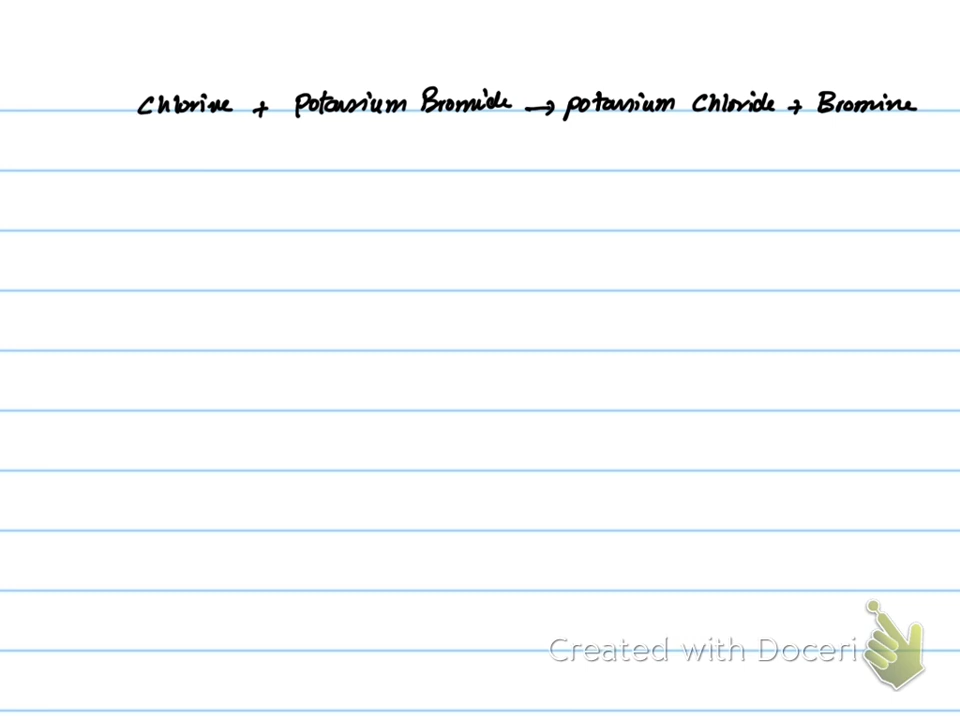 Chlorine + Potassium Bromide → potassium Chloride + Bromine
Created with Doceri